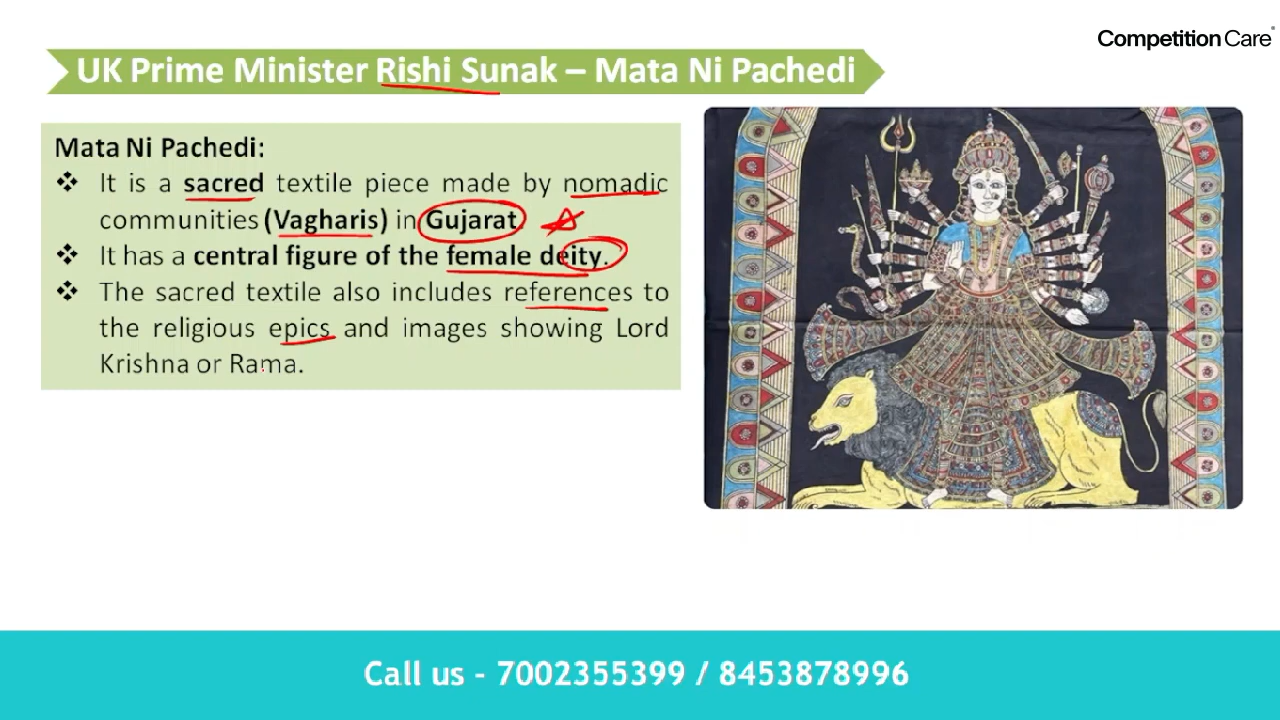 Competition Care
UK Prime Minister Rishi Sunak – Mata Ni Pachedi
Mata Ni Pachedi:
❖ It is a sacred textile piece made by nomadic
communities (Vagharis) in Gujarat.
❖ It has a central figure of the female deity.
❖ The sacred textile also includes references to
the religious epics and images showing Lord
Krishna or Rama.
Call us - 7002355399 / 8453878996